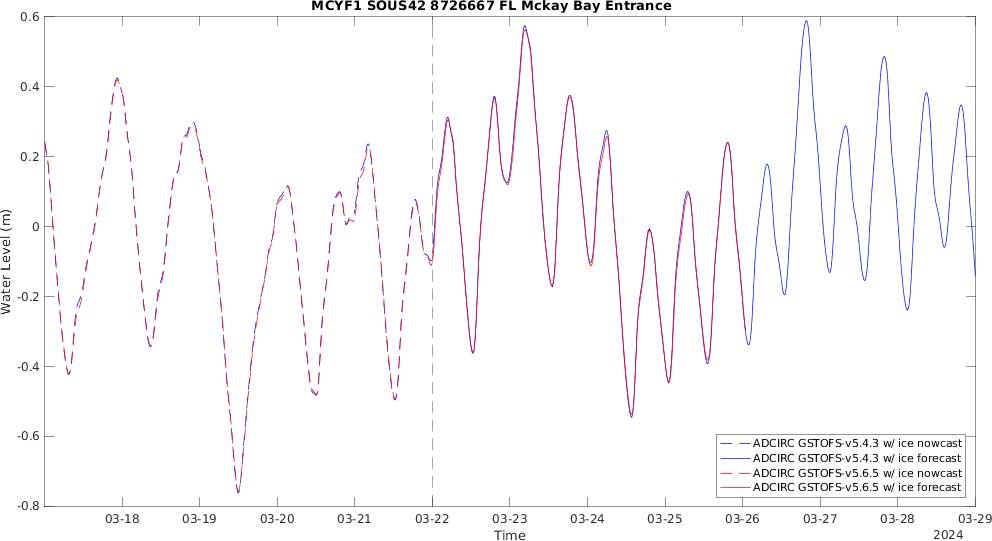 MCYF1 SOUS42 8726667 FL Mckay Bay Entrance
Water Level (m)
0.6
0.4
0.2
0
-0.2
-0.4
-0.6
-0.8
ADCIRC GSTOFS-v5.4.3 w/ ice nowcast
ADCIRC GSTOFS-v5.4.3 w/ ice forecast
ADCIRC GSTOFS-v5.6.5 w/ ice nowcast
ADCIRC GSTOFS-v5.6.5 w/ ice forecast
03-18 03-19 03-20 03-21 03-22 03-23 03-24 03-25 03-26 03-27 03-28 03-29
Time
2024